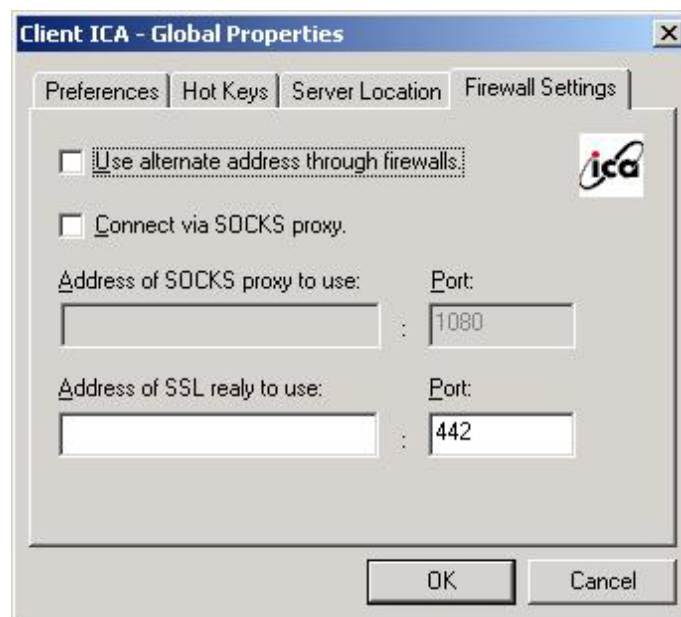 Client ICA - Global Properties
Preferences Hot Keys Server Location Firewall Settings
Use alternate address through firewalls.
ica
Connect via SOCKS proxy.
Address of SOCKS proxy to use: Port:
: 1080
Address of SSL realy to use: Port:
: 442
OK Cancel